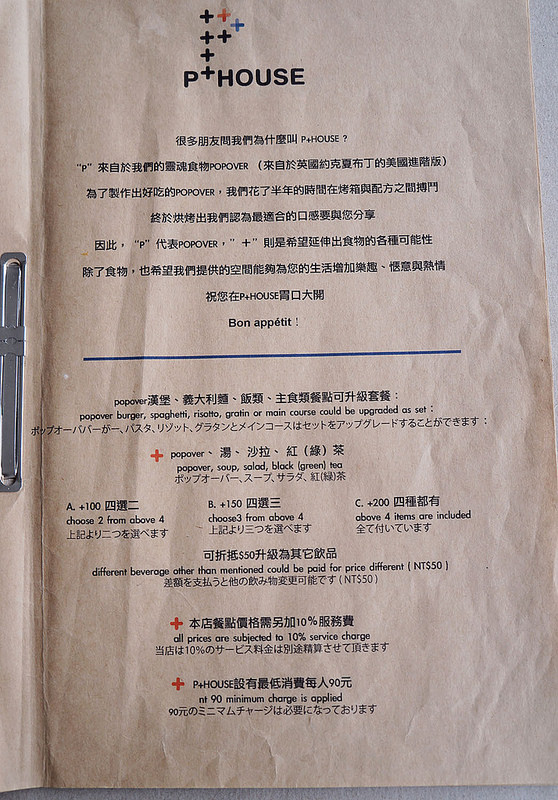 P+HOUSE
很多朋友問我們為什麼叫 P+HOUSE？
“P”來自於我們的靈魂食物POPOVER （來自於英國約克夏布丁的美國進階版）
為了製作出好吃的POPOVER，我們花了半年的時間在烤箱與配方之間搏鬥
終於烘烤出我們認為最適合的口感要與您分享
因此，“P”代表POPOVER，”＋”則是希望延伸出食物的各種可能性
除了食物，也希望我們提供的空間能夠為您的生活增加樂趣、愜意與熱情
祝您在P+HOUSE胃口大開
Bon appétit！
popover漢堡、義大利麵、飯類、主食類餐點可升級套餐：
popover burger, spaghetti, risotto, gratin or main course could be upgraded as set：
ポップオーバーバーガー、パスタ、リゾット、グラタンとメインコースはセットをアップグレードすることができます：
+ popover、 湯、 沙拉、 紅（綠）茶
popover, soup, salad, black (green) tea
ポップオーバー、スープ、サラダ、紅(緑)茶
A. +100 四選二
choose 2 from above 4
上記より二つを選べます
B. +150 四選三
choose3 from above 4
上記より三つを選べます
C. +200 四種都有
above 4 items are included
全て付いています
可折抵$50升級為其它飲品
different beverage other than mentioned could be paid for price different ( NT$50 )
差額を支払うと他の飲み物変更可能です ( NT$50 )
+ 本店餐點價格需另加10％服務費
all prices are subjected to 10% service charge
当店は10%のサービス料金は別途精算させて頂きます
+ P+HOUSE設有最低消費每人90元
nt 90 minimum charge is applied
90元のミニマムチャージは必要になっております